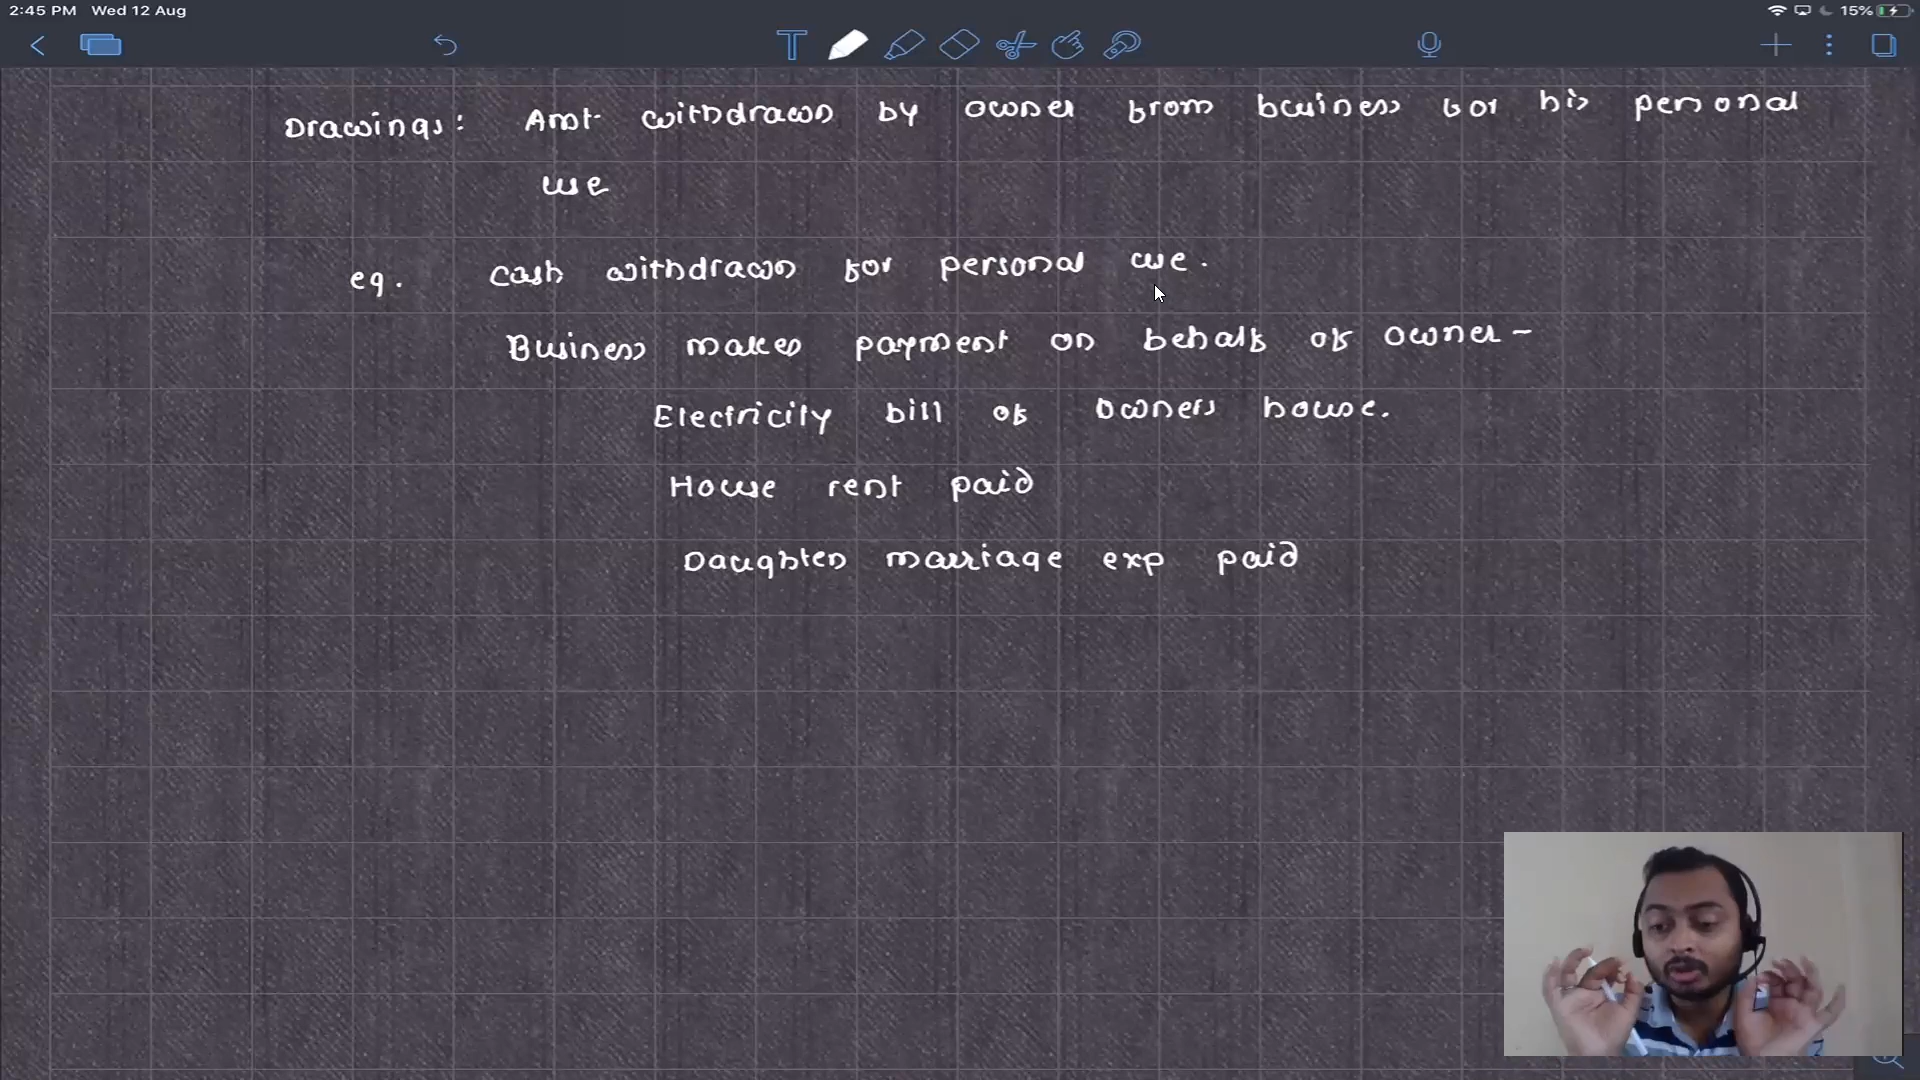 2:45 PM Wed 12 Aug 15%
T
Drawings: Amt. withdrawn by owner from business for his personal
use
eg. Cash withdrawn for personal use.
Business makes payment on behalf of owner -
Electricity bill of owners house.
House rent paid
Daughters marriage exp paid